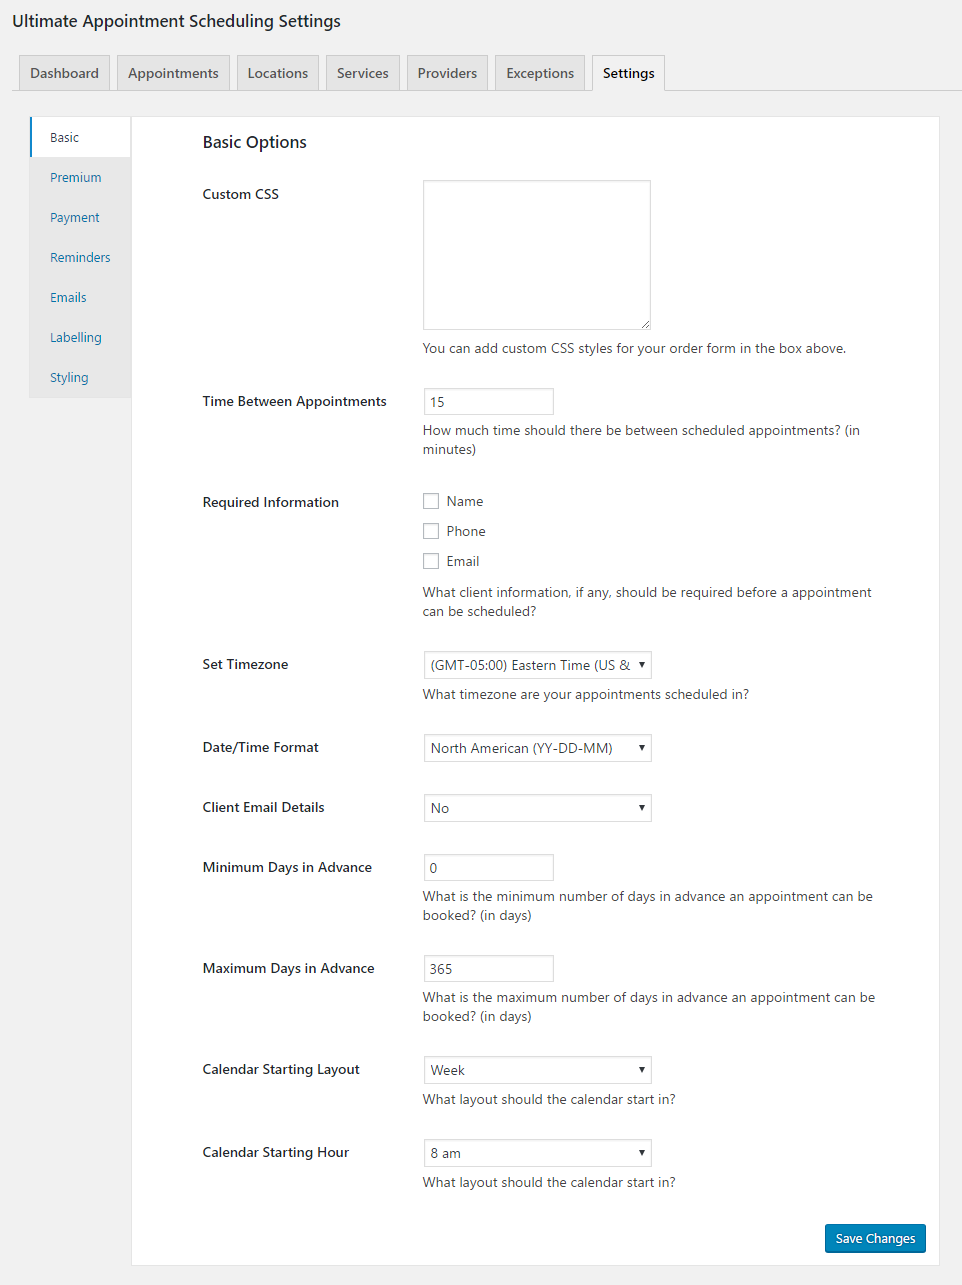 Ultimate Appointment Scheduling Settings
Dashboard Appointments Locations Services Providers Exceptions Settings
Basic
Premium
Payment
Reminders
Emails
Labelling
Styling
Basic Options
Custom CSS
You can add custom CSS styles for your order form in the box above.
Time Between Appointments 15
How much time should there be between scheduled appointments? (in
minutes)
Required Information Name
Phone
Email
What client information, if any, should be required before a appointment
can be scheduled?
Set Timezone (GMT-05:00) Eastern Time (US &
What timezone are your appointments scheduled in?
Date/Time Format North American (YY-DD-MM)
Client Email Details No
Minimum Days in Advance 0
What is the minimum number of days in advance an appointment can be
booked? (in days)
Maximum Days in Advance 365
What is the maximum number of days in advance an appointment can be
booked? (in days)
Calendar Starting Layout Week
What layout should the calendar start in?
Calendar Starting Hour 8 am
What layout should the calendar start in?
Save Changes